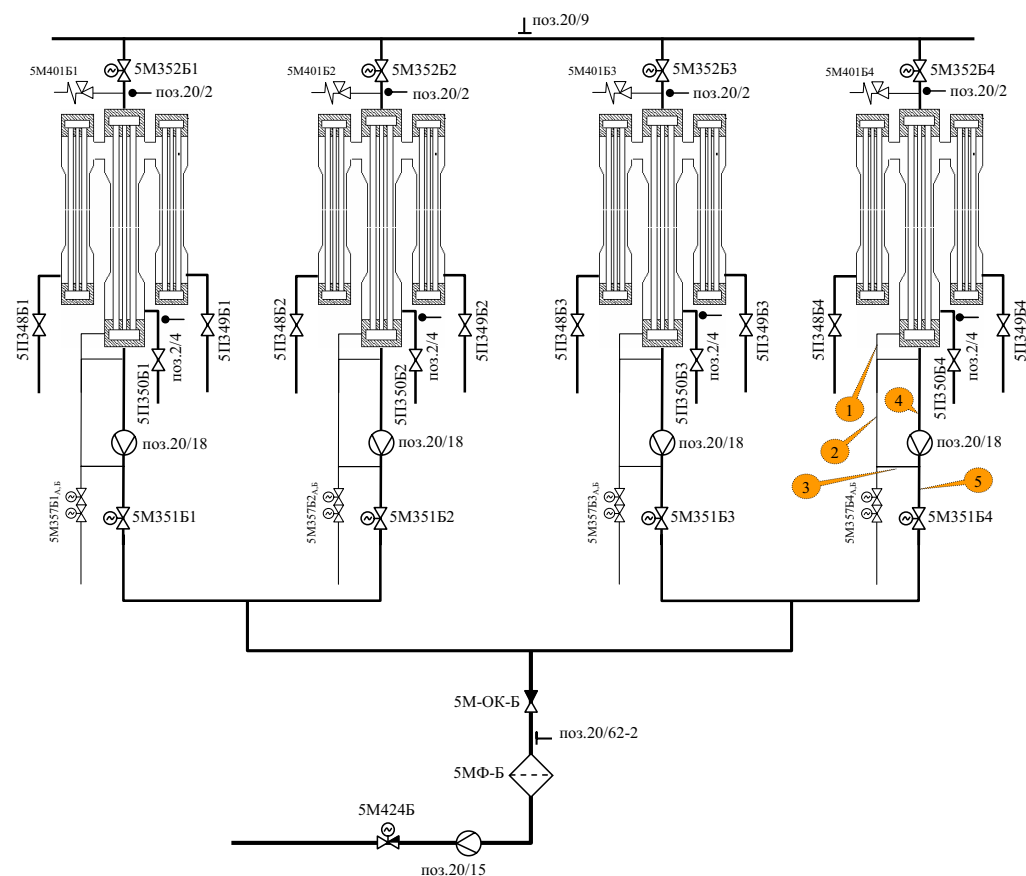 поз.20/9
5М401Б1
5М352Б1
поз.20/2
5М401Б2
5М352Б2
поз.20/2
5М401Б3
5М352Б3
поз.20/2
5М401Б4
5М352Б4
поз.20/2
5П348Б1
5П350Б1
поз.2/4
5П349Б1
5П348Б2
5П350Б2
поз.2/4
5П349Б2
5П348Б3
5П350Б3
поз.2/4
5П349Б3
5П348Б4
5П350Б4
поз.2/4
5П349Б4
1
4
2
поз.20/18
поз.20/18
поз.20/18
поз.20/18
3
5
5М357Б1А,Б
5М351Б1
5М357Б2А,Б
5М351Б2
5М357Б3А,Б
5М351Б3
5М357Б4А,Б
5М351Б4
5М-ОК-Б
поз.20/62-2
5МФ-Б
5М424Б
поз.20/15